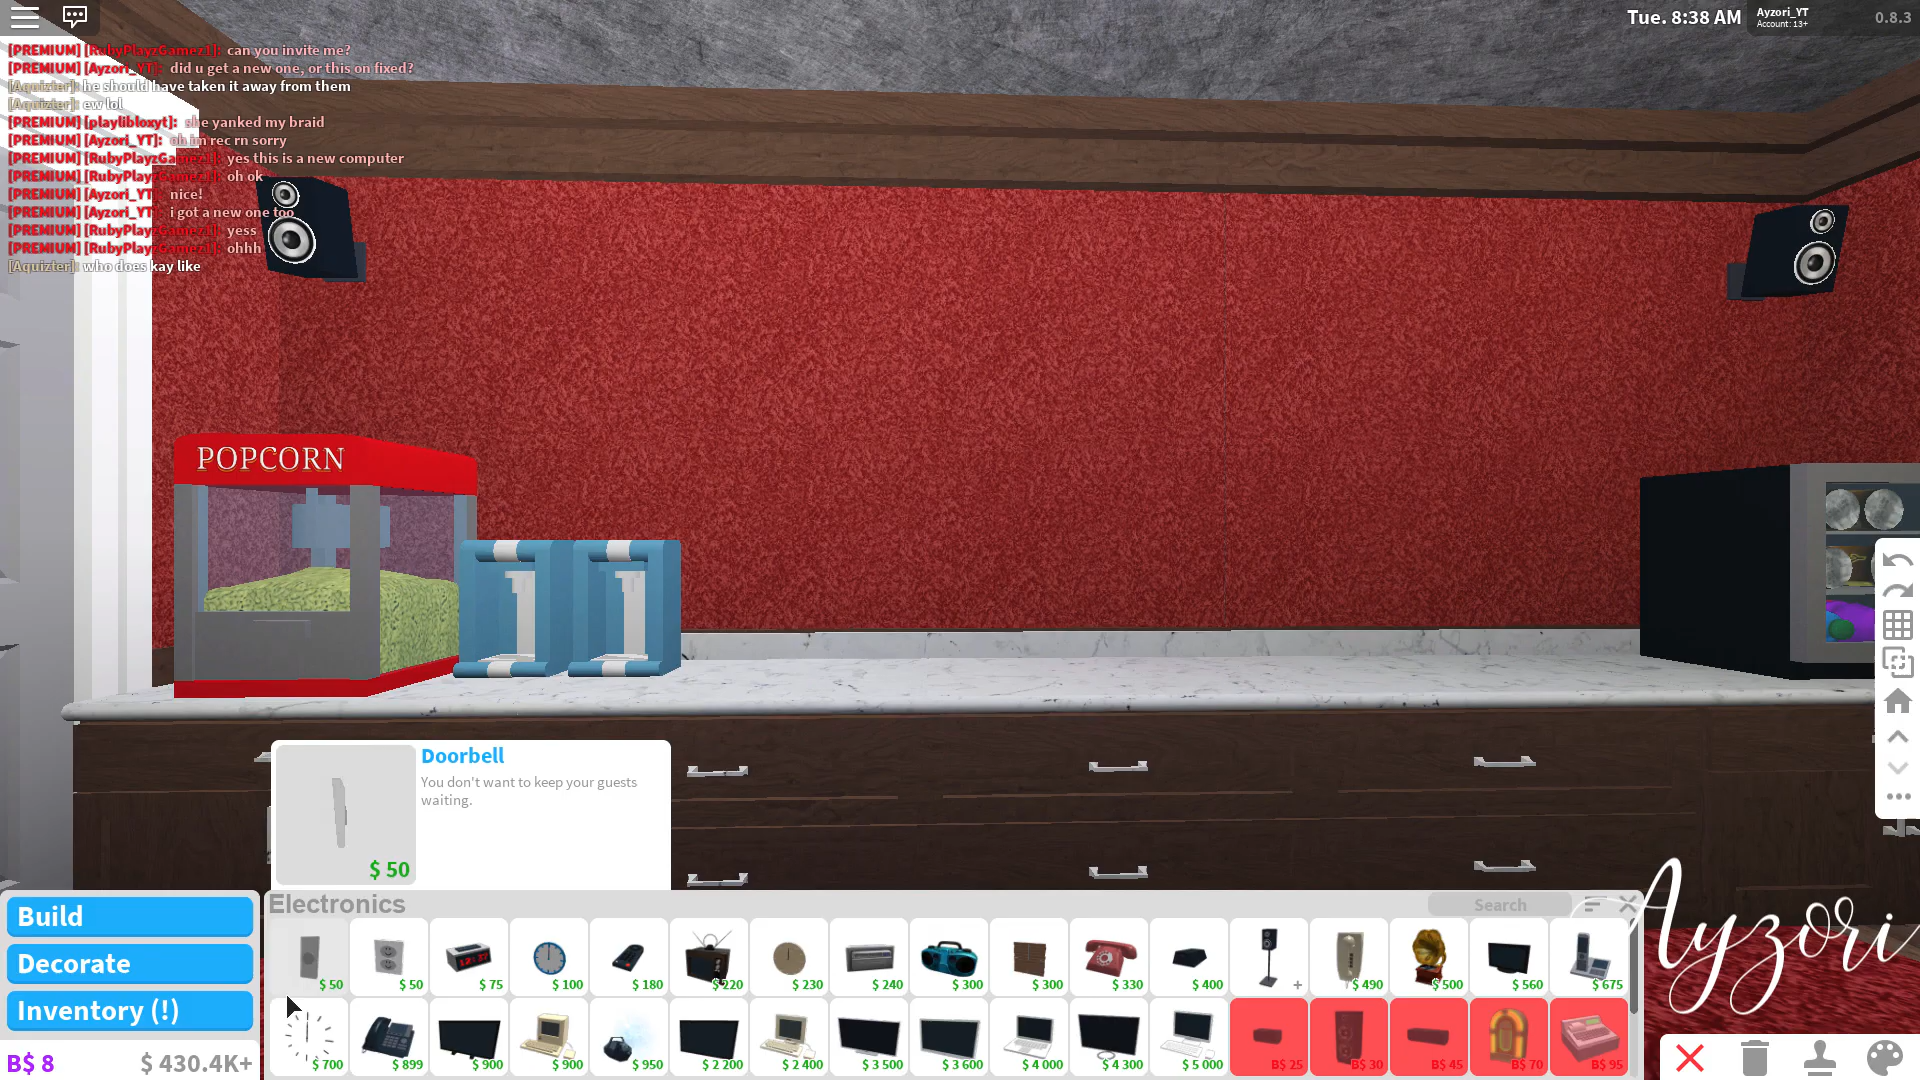 Tue. 8:38 AM
Ayzori_YT
Account: 13+
0.8.3
[PREMIUM] [RubyPlayzGamez1]: can you invite me?
[PREMIUM] [Ayzori_YT]: did u get a new one, or this on fixed?
[Aquizter]: he should have taken it away from them
[Aquizter]: ew lol
[PREMIUM] [playlibloxyt]: she yanked my braid
[PREMIUM] [Ayzori_YT]: oh im rec rn sorry
[PREMIUM] [RubyPlayzGamez1]: yes this is a new computer
[PREMIUM] [RubyPlayzGamez1]: oh ok
[PREMIUM] [Ayzori_YT]: nice!
[PREMIUM] [Ayzori_YT]: i got a new one too
[PREMIUM] [RubyPlayzGamez1]: yess
[PREMIUM] [RubyPlayzGamez1]: ohhh
[Aquizter]: who does kay like
POPCORN
Doorbell
You don't want to keep your guests
waiting.
$ 50
Build
Decorate
Inventory (!)
B$ 8
$ 430.4K+
Electronics
Search
$ 50 $ 50 $ 75 $ 100 $ 180 $ 220 $ 230 $ 240 $ 300 $ 300 $ 330 $ 400 + $ 490 $ 500 $ 560 $ 675
12:37
$ 700 $ 899 $ 900 $ 900 $ 950 $ 2 200 $ 2 400 $ 3 500 $ 3 600 $ 4 000 $ 4 300 $ 5 000 B$ 25 B$ 30 B$ 45 B$ 70 B$ 95
Ayzori